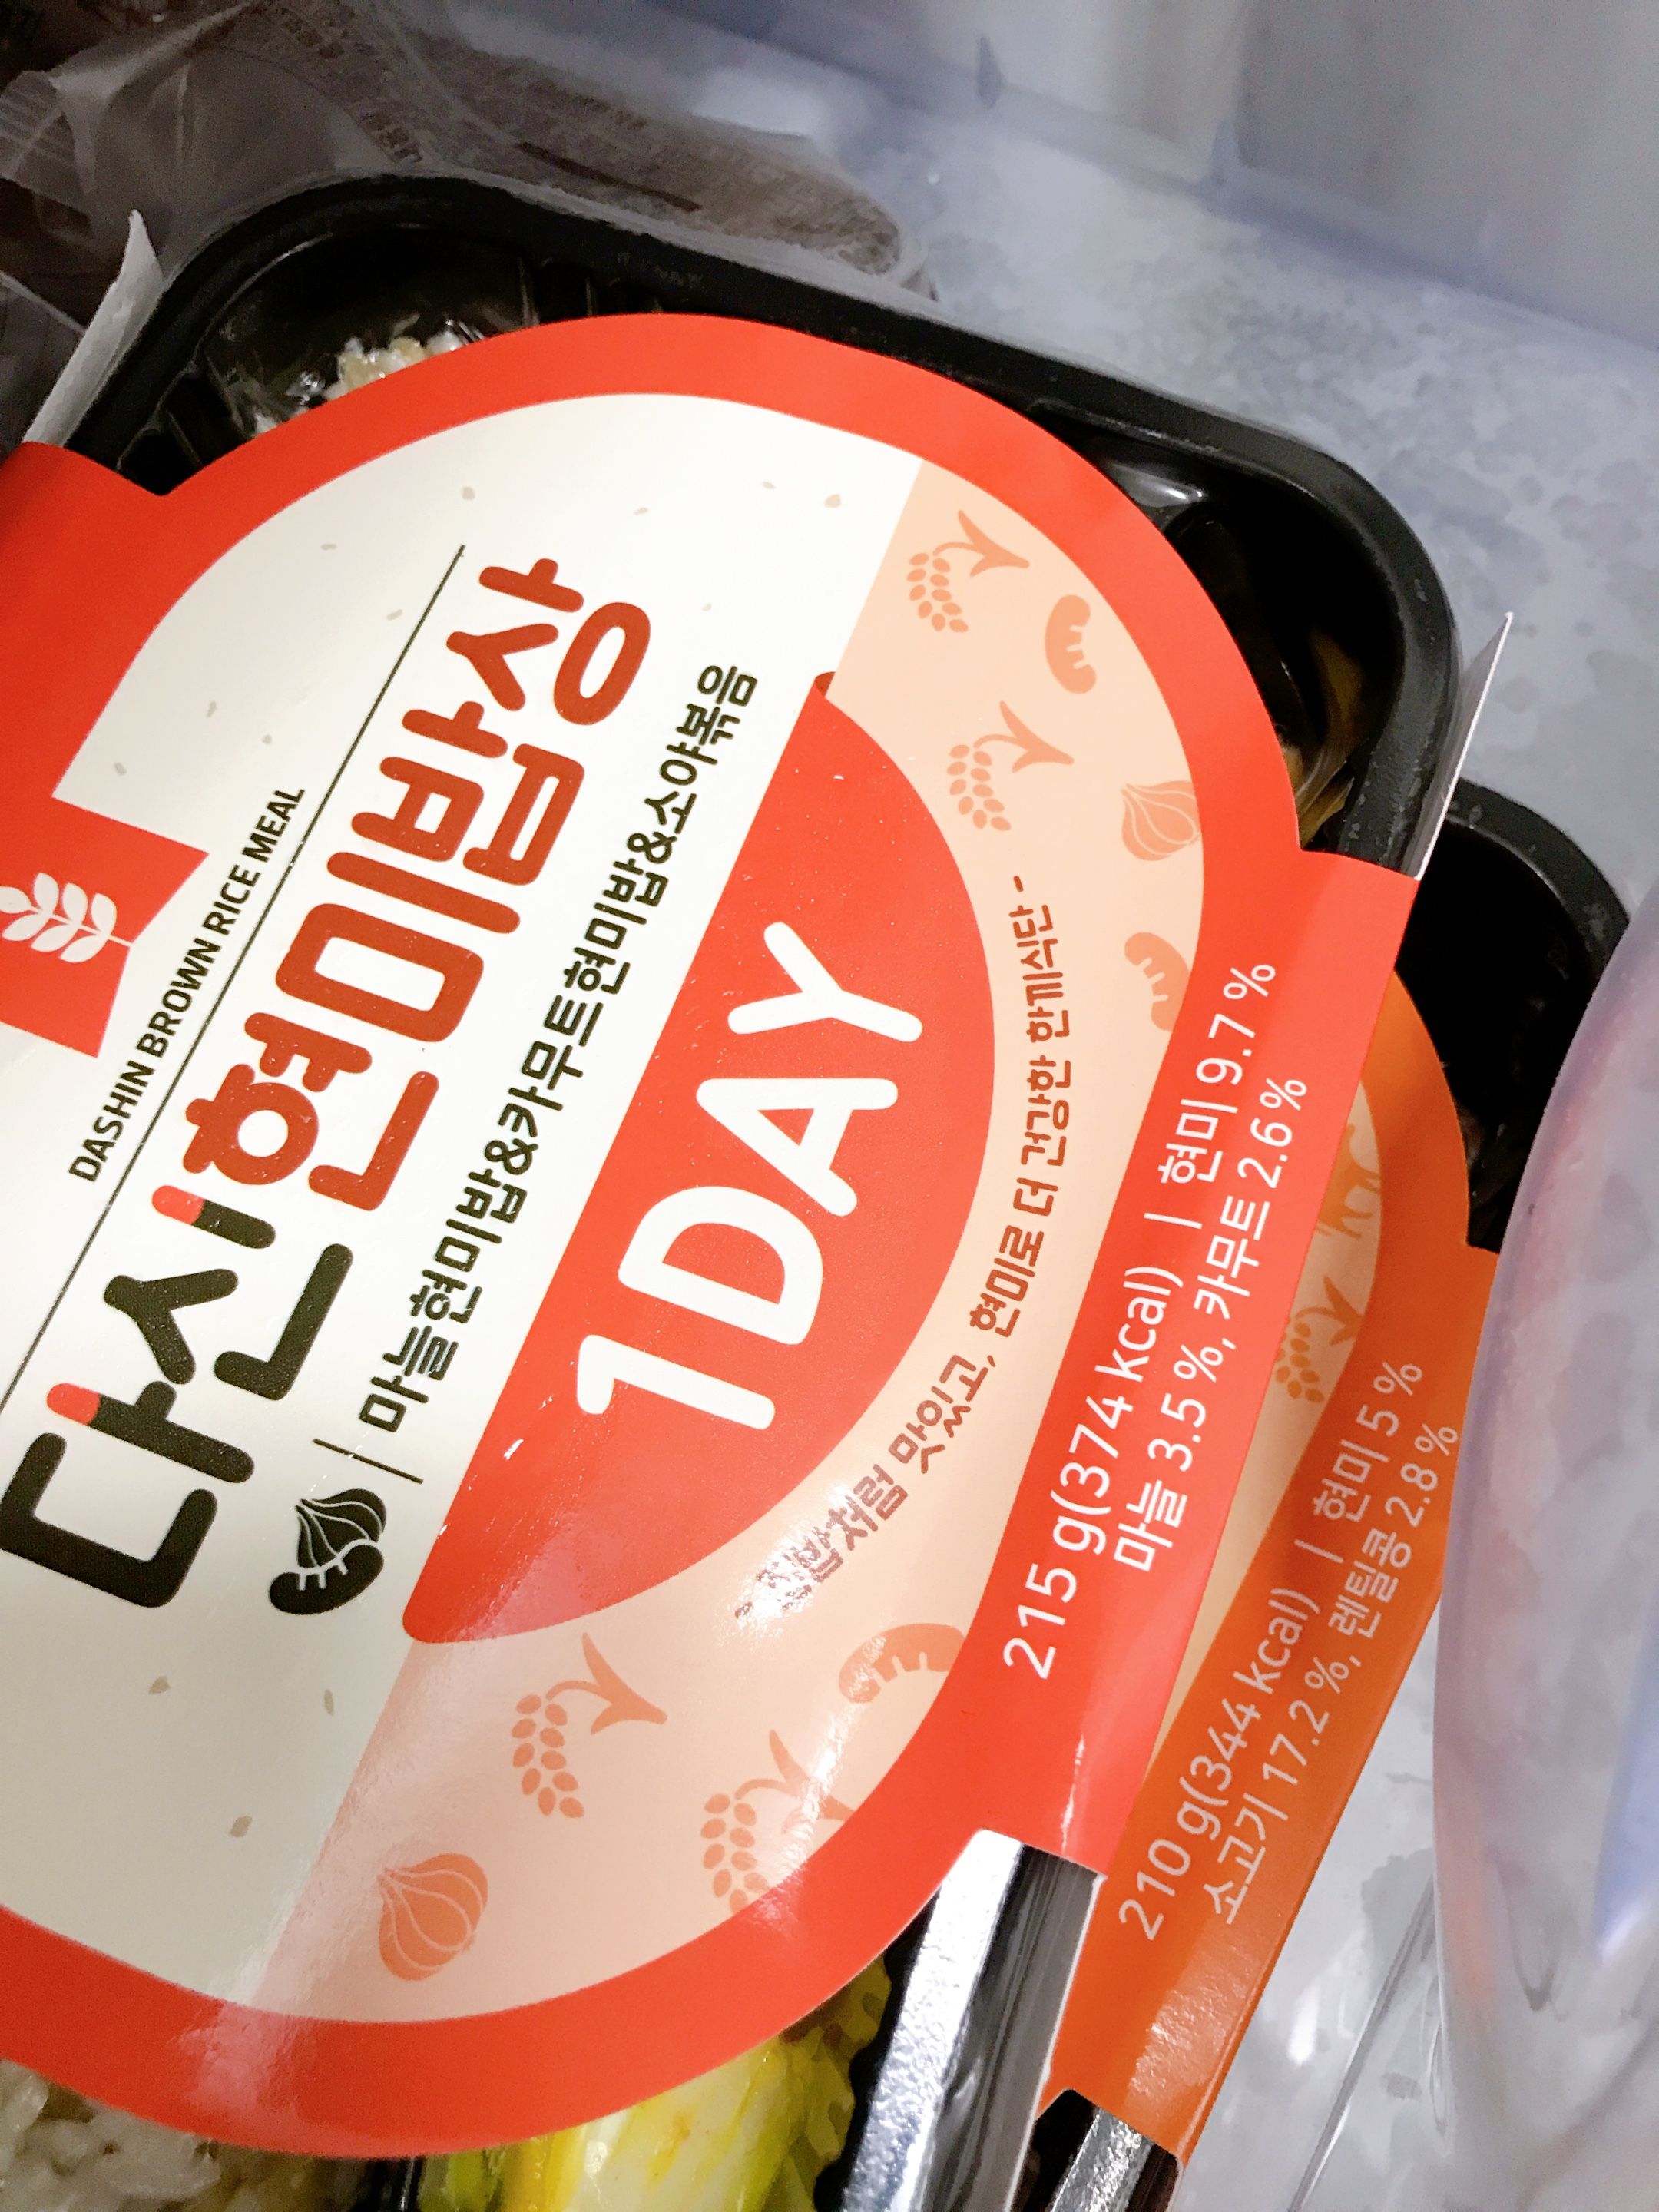 DASHIN BROWN RICE MEAL
다신현미밥상
마늘현미밥&카무트현미밥&소야볶음
1DAY
집밥처럼 맛있고, 현미로 더 건강한 한끼식단 -
215 g(374 kcal) | 현미 9.7 %
마늘 3.5 %, 카무트 2.6%
210 g(344 kcal) | 현미 5 %
소고기 17.2 %, 렌틸콩 2.8 %